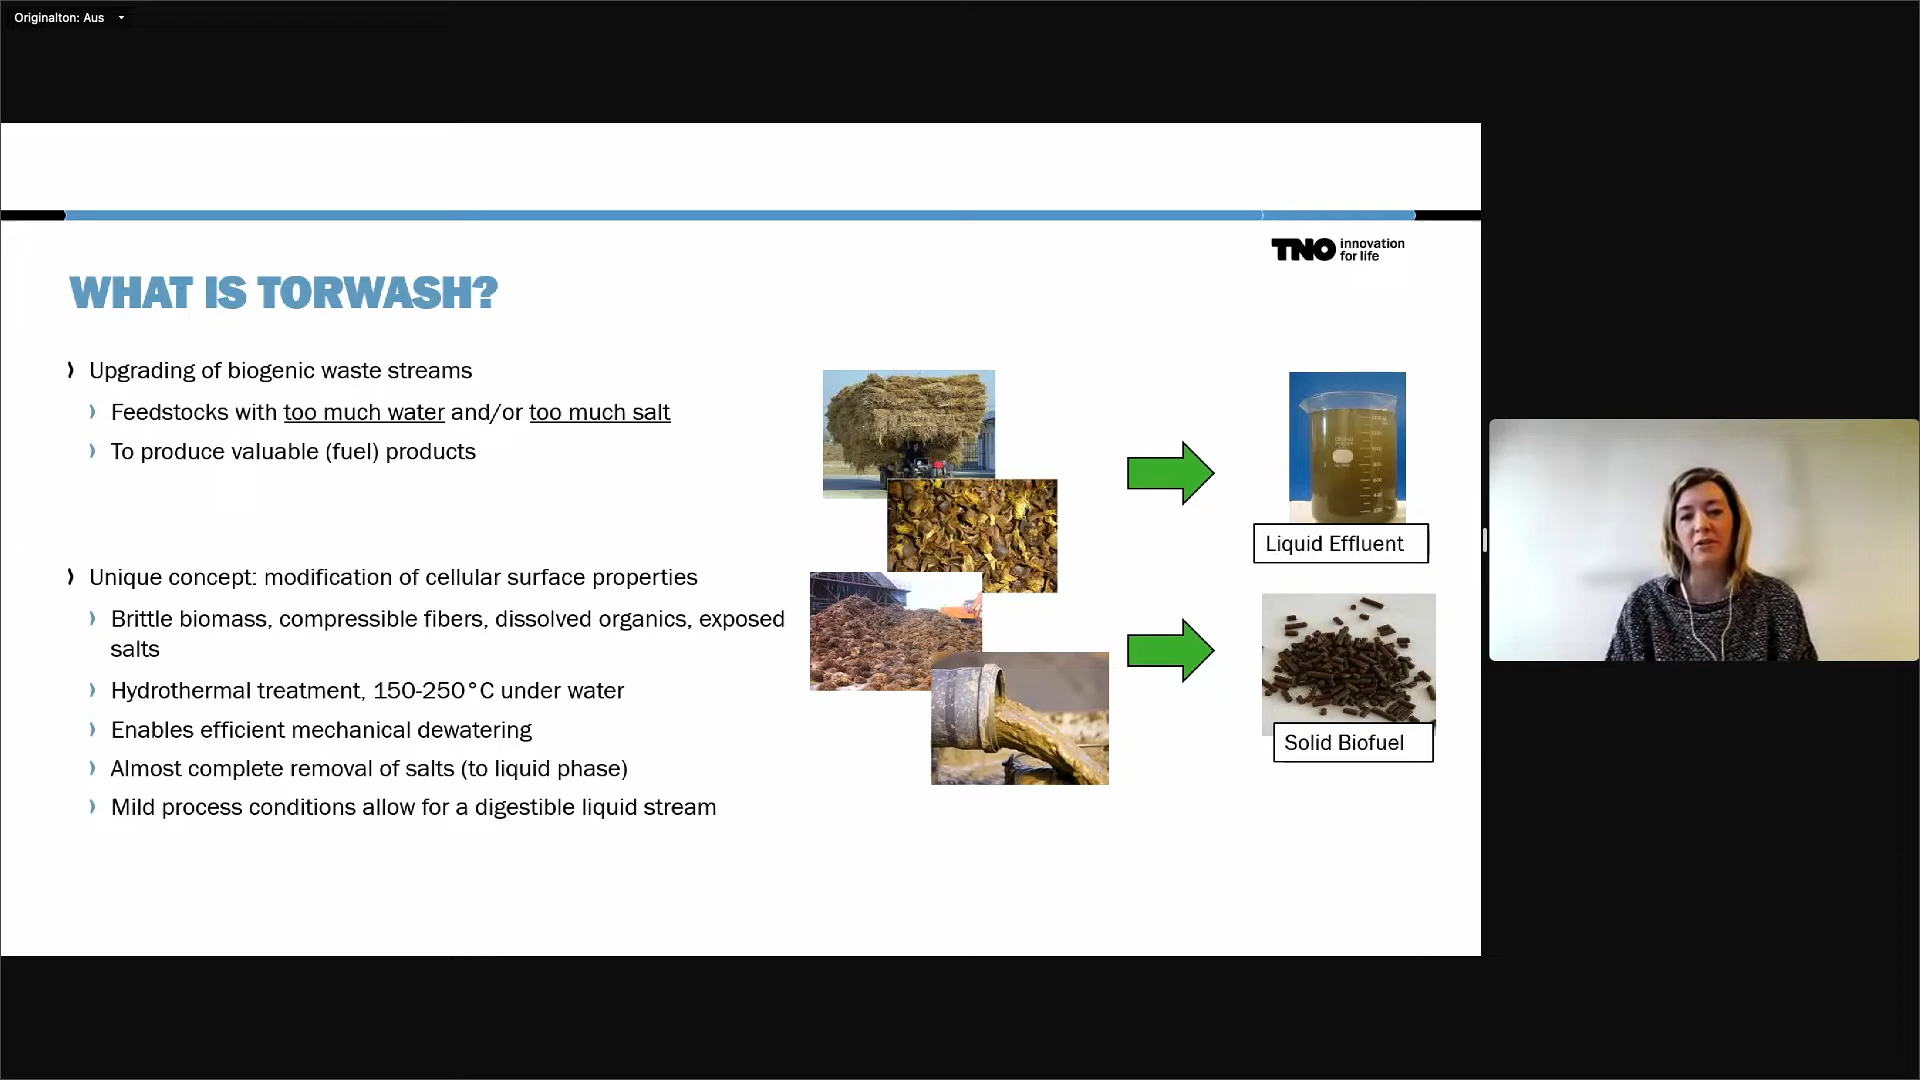 Originalton: Aus
TNO innovation
for life
WHAT IS TORWASH?
Upgrading of biogenic waste streams
Feedstocks with too much water and/or too much salt
To produce valuable (fuel) products
Unique concept: modification of cellular surface properties
Brittle biomass, compressible fibers, dissolved organics, exposed
salts
Hydrothermal treatment, 150-250°C under water
Enables efficient mechanical dewatering
Almost complete removal of salts (to liquid phase)
Mild process conditions allow for a digestible liquid stream
Liquid Effluent
Solid Biofuel